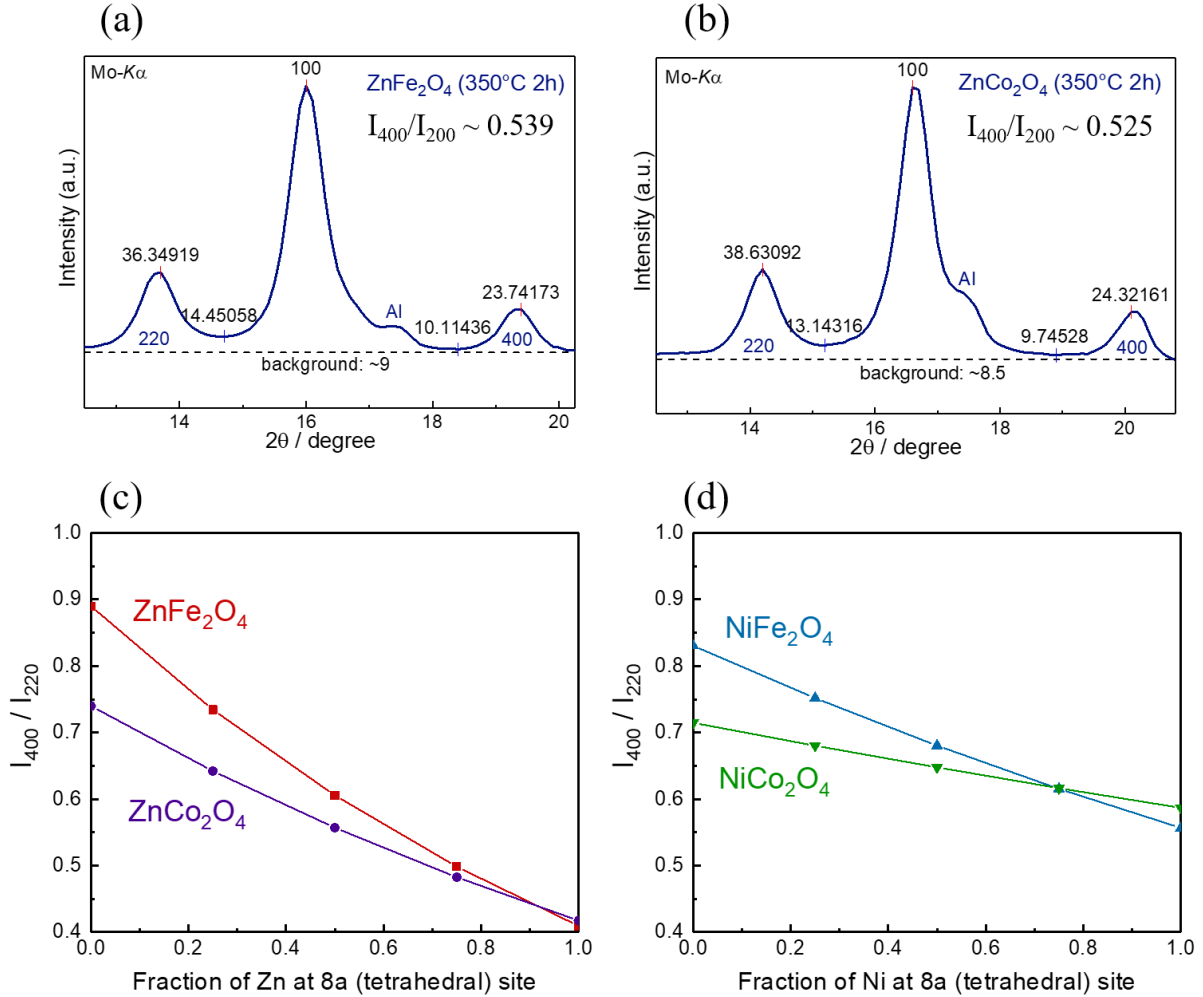 (a)
Mo-Kα
100
ZnFe₂O₄ (350°C 2h)
I₄₀₀/I₂₀₀ ~ 0.539
36.34919
14.45058
Al
23.74173
10.11436
220
400
background: ~9
Intensity (a.u.)
14
16
18
20
2θ / degree
(b)
Mo-Kα
100
ZnCo₂O₄ (350°C 2h)
I₄₀₀/I₂₀₀ ~ 0.525
38.63092
13.14316
Al
24.32161
9.74528
220
400
background: ~8.5
Intensity (a.u.)
14
16
18
20
2θ / degree
(c)
1.0
0.9
0.8
0.7
0.6
0.5
0.4
I₄₀₀ / I₂₂₀
ZnFe₂O₄
ZnCo₂O₄
0.0
0.2
0.4
0.6
0.8
1.0
Fraction of Zn at 8a (tetrahedral) site
(d)
1.0
0.9
0.8
0.7
0.6
0.5
0.4
I₄₀₀ / I₂₂₀
NiFe₂O₄
NiCo₂O₄
0.0
0.2
0.4
0.6
0.8
1.0
Fraction of Ni at 8a (tetrahedral) site